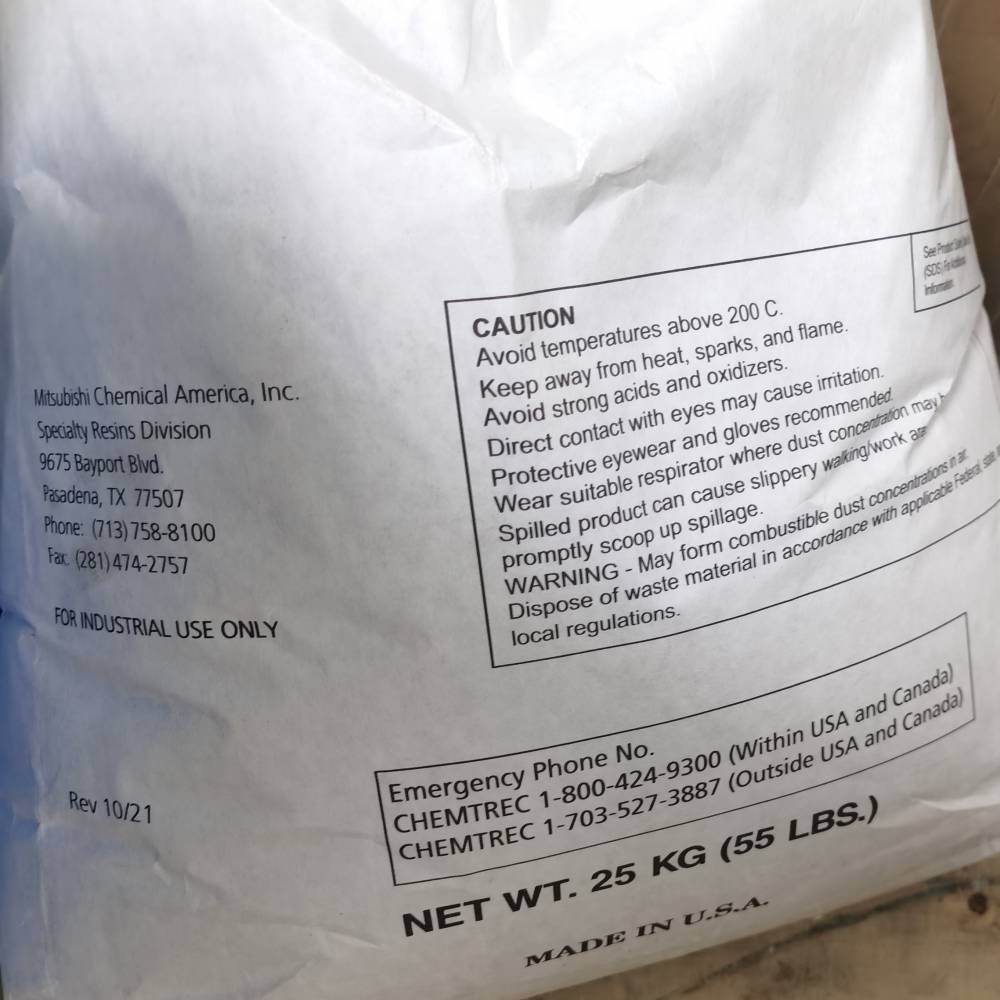 Mitsubishi Chemical America, Inc.
Specialty Resins Division
9675 Bayport Blvd.
Pasadena, TX 77507
Phone: (713) 758-8100
Fax: (281) 474-2757
FOR INDUSTRIAL USE ONLY
Rev 10/21
See Product
(SDS) For
Information
CAUTION
Avoid temperatures above 200 C.
Keep away from heat, sparks, and flame.
Avoid strong acids and oxidizers.
Direct contact with eyes may cause irritation.
Protective eyewear and gloves recommended.
Wear suitable respirator where dust concentration may
Spilled product can cause slippery walking/work
promptly scoop up spillage.
WARNING - May form combustible dust concentrations in air.
Dispose of waste material in accordance with applicable Federal,
local regulations.
Emergency Phone No.
CHEMTREC 1-800-424-9300 (Within USA and Canada)
CHEMTREC 1-703-527-3887 (Outside USA and Canada)
NET WT. 25 KG (55 LBS.)
MADE IN U.S.A.